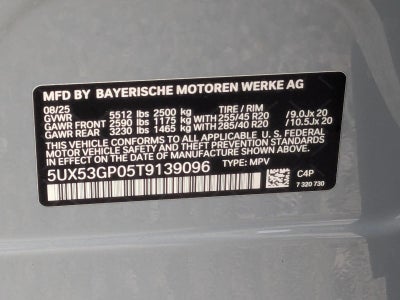 MFD BY BAYERISCHE MOTOREN WERKE AG
08/25
GVWR 5512 lbs 2500 kg TIRE / RIM
GAWR FRONT 2590 lbs 1175 kg with 255/45 R20 / 9.0Jx 20
GAWR REAR 3230 lbs 1465 kg with 285/40 R20 / 10.5Jx 20
THIS VEHICLE CONFORMS TO ALL APPLICABLE
FEDERAL MOTOR VEHICLE SAFETY, BUMPER,
AND THEFT PREVENTION STANDARDS IN EFFECT
ON THE DATE OF MANUFACTURE SHOWN ABOVE.
TYPE: MPV
5UX53GP05T9139096
C4P
7 320 730